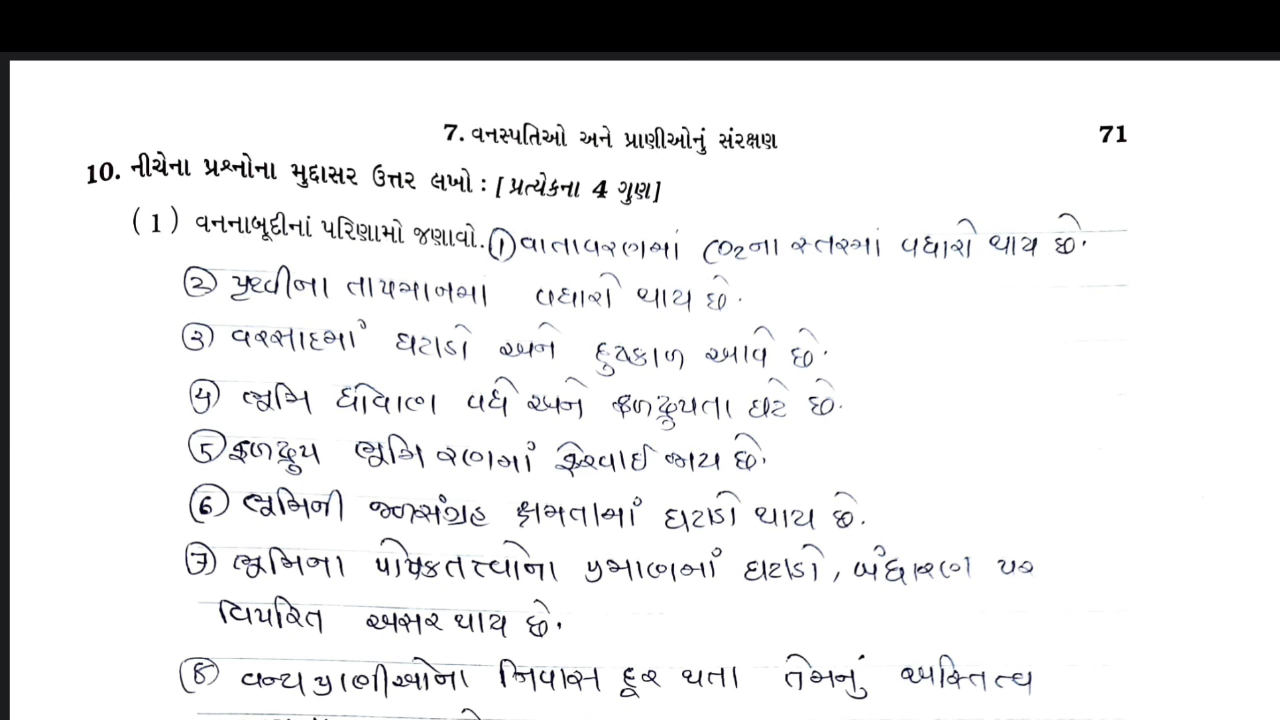 7. વનસ્પતિઓ અને પ્રાણીઓનું સંરક્ષણ 71
10. નીચેના પ્રશ્નોના મુદ્દાસર ઉત્તર લખો : [ પ્રત્યેકના 4 ગુણ ]
( 1 ) વનનાબૂદીનાં પરિણામો જણાવો. ① વાતાવરણમાં CO2ના સ્તરમાં વધારો થાય છે.
② પૃથ્વીના તાપમાનમાં વધારો થાય છે.
③ વરસાદમાં ઘટાડો અને દુષ્કાળ આવે છે.
④ ભૂમિ ધોવાણ વધે અને ફળદ્રુપતા ઘટે છે.
⑤ ફળદ્રુપ ભૂમિ રણમાં ફેરવાઈ જાય છે.
⑥ ભૂમિની જળસંગ્રહ ક્ષમતામાં ઘટાડો થાય છે.
⑦ ભૂમિના પોષકતત્ત્વોના પ્રમાણમાં ઘટાડો, બંધારણ પર
વિપરિત અસર થાય છે.
⑧ વન્ય પ્રાણીઓના નિવાસ દૂર થતા તેમનું અસ્તિત્વ